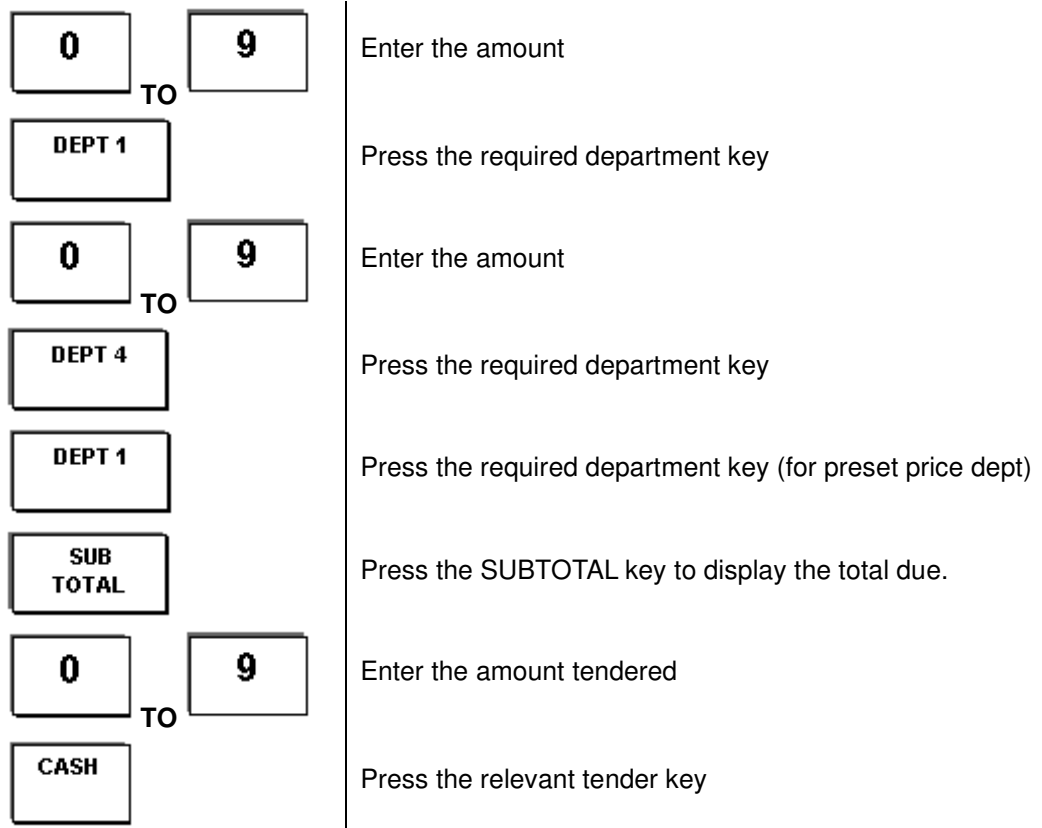 0 TO 9 Enter the amount
DEPT 1 Press the required department key
0 TO 9 Enter the amount
DEPT 4 Press the required department key
DEPT 1 Press the required department key (for preset price dept)
SUB
TOTAL Press the SUBTOTAL key to display the total due.
0 TO 9 Enter the amount tendered
CASH Press the relevant tender key